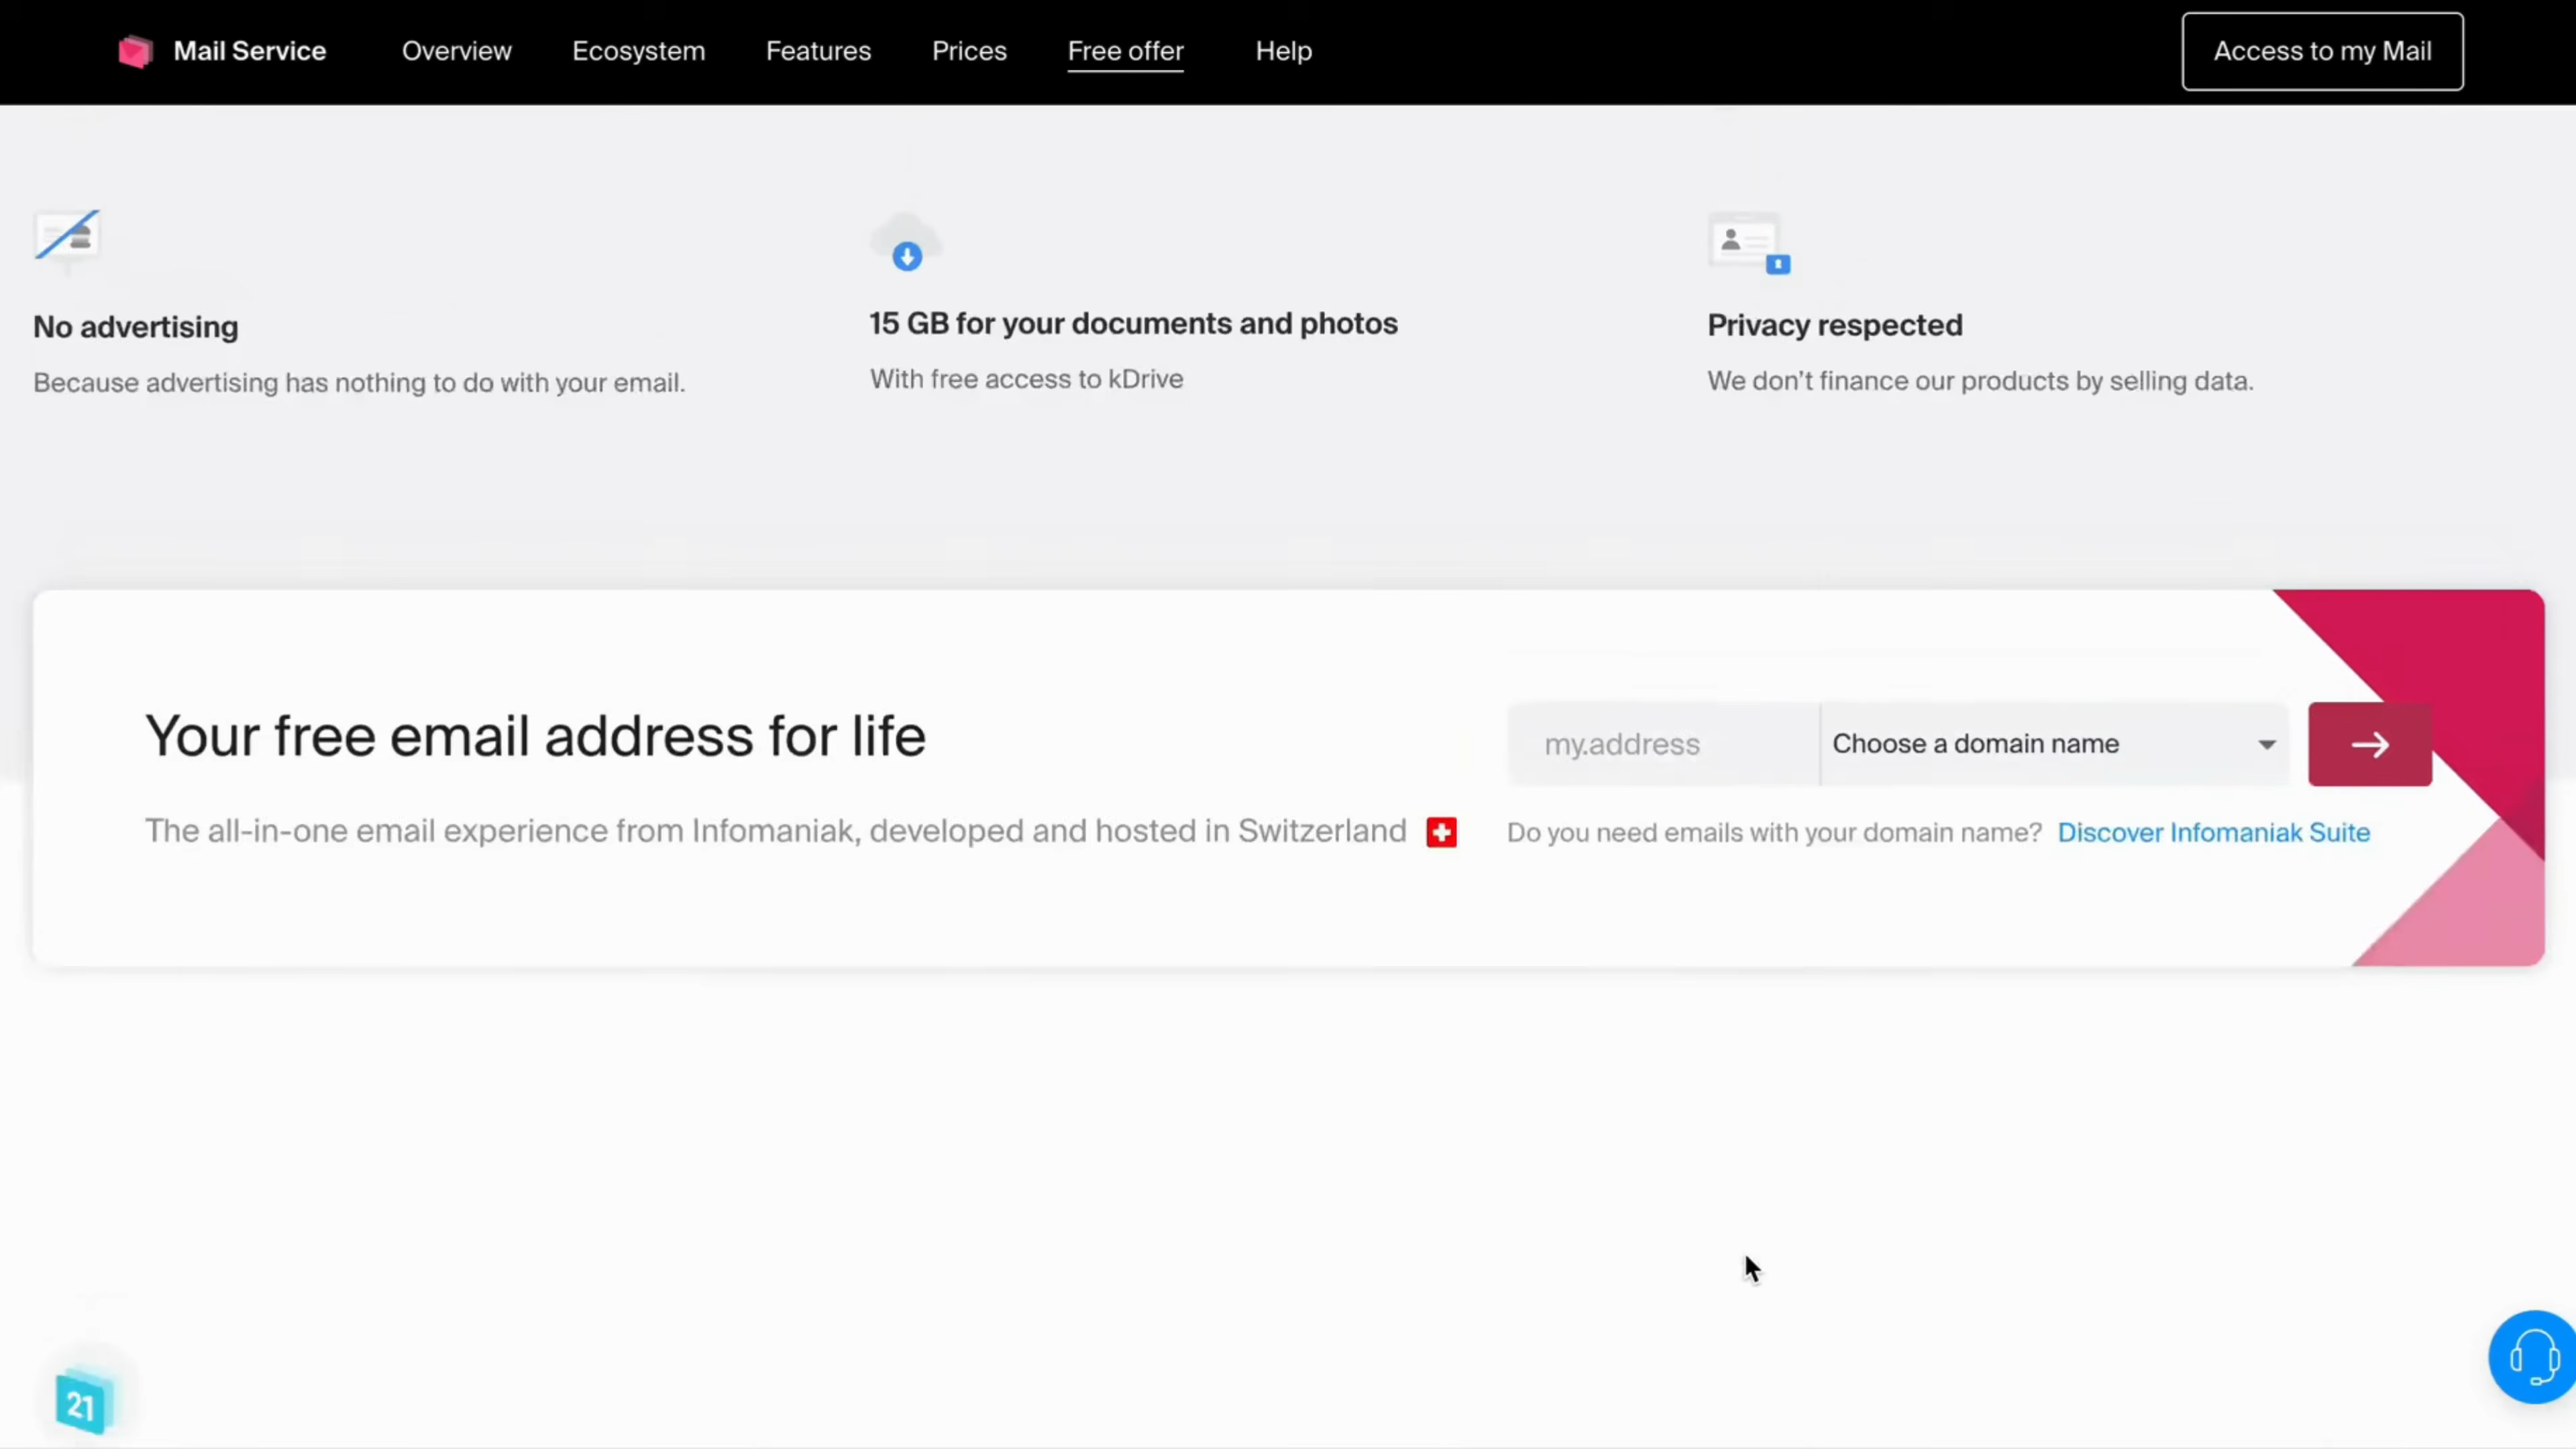 Mail Service
Overview
Ecosystem
Features
Prices
Free offer
Help
Access to my Mail
No advertising
Because advertising has nothing to do with your email.
15 GB for your documents and photos
With free access to kDrive
Privacy respected
We don't finance our products by selling data.
Your free email address for life
The all-in-one email experience from Infomaniak, developed and hosted in Switzerland
my.address
Choose a domain name
Do you need emails with your domain name? Discover Infomaniak Suite
21